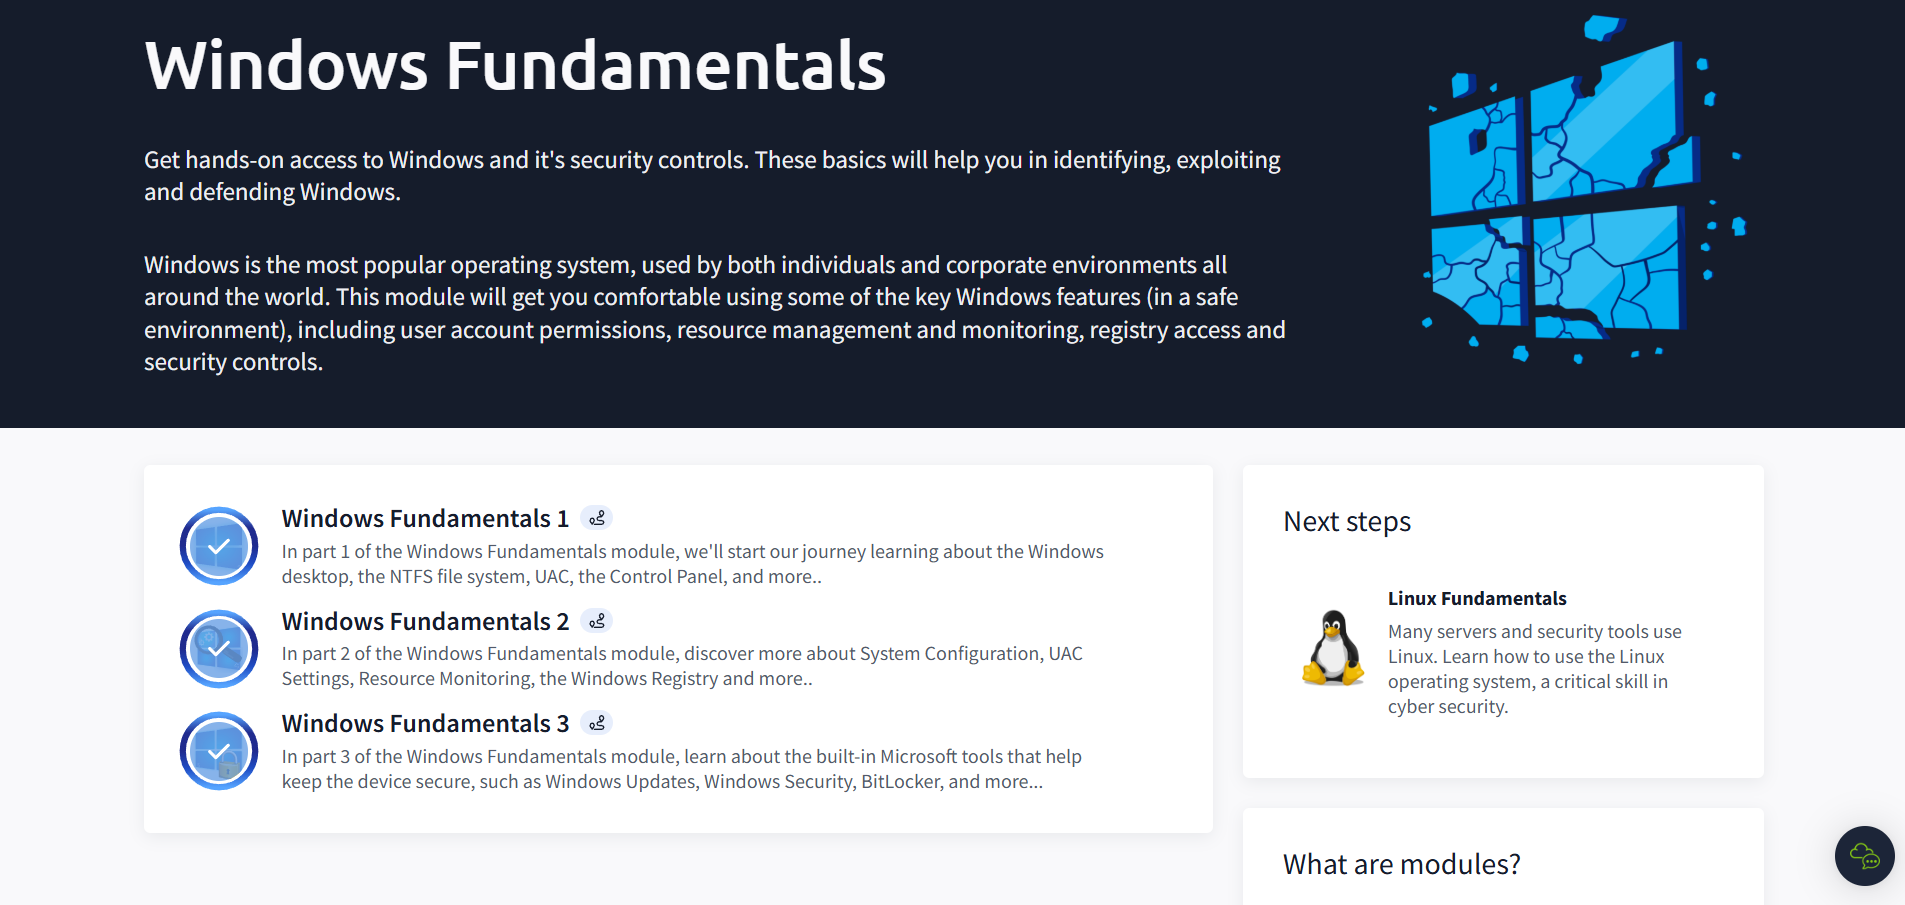 Windows Fundamentals
Get hands-on access to Windows and it's security controls. These basics will help you in identifying, exploiting
and defending Windows.
Windows is the most popular operating system, used by both individuals and corporate environments all
around the world. This module will get you comfortable using some of the key Windows features (in a safe
environment), including user account permissions, resource management and monitoring, registry access and
security controls.
Windows Fundamentals 1
In part 1 of the Windows Fundamentals module, we'll start our journey learning about the Windows
desktop, the NTFS file system, UAC, the Control Panel, and more..
Windows Fundamentals 2
In part 2 of the Windows Fundamentals module, discover more about System Configuration, UAC
Settings, Resource Monitoring, the Windows Registry and more..
Windows Fundamentals 3
In part 3 of the Windows Fundamentals module, learn about the built-in Microsoft tools that help
keep the device secure, such as Windows Updates, Windows Security, BitLocker, and more...
Next steps
Linux Fundamentals
Many servers and security tools use
Linux. Learn how to use the Linux
operating system, a critical skill in
cyber security.
What are modules?